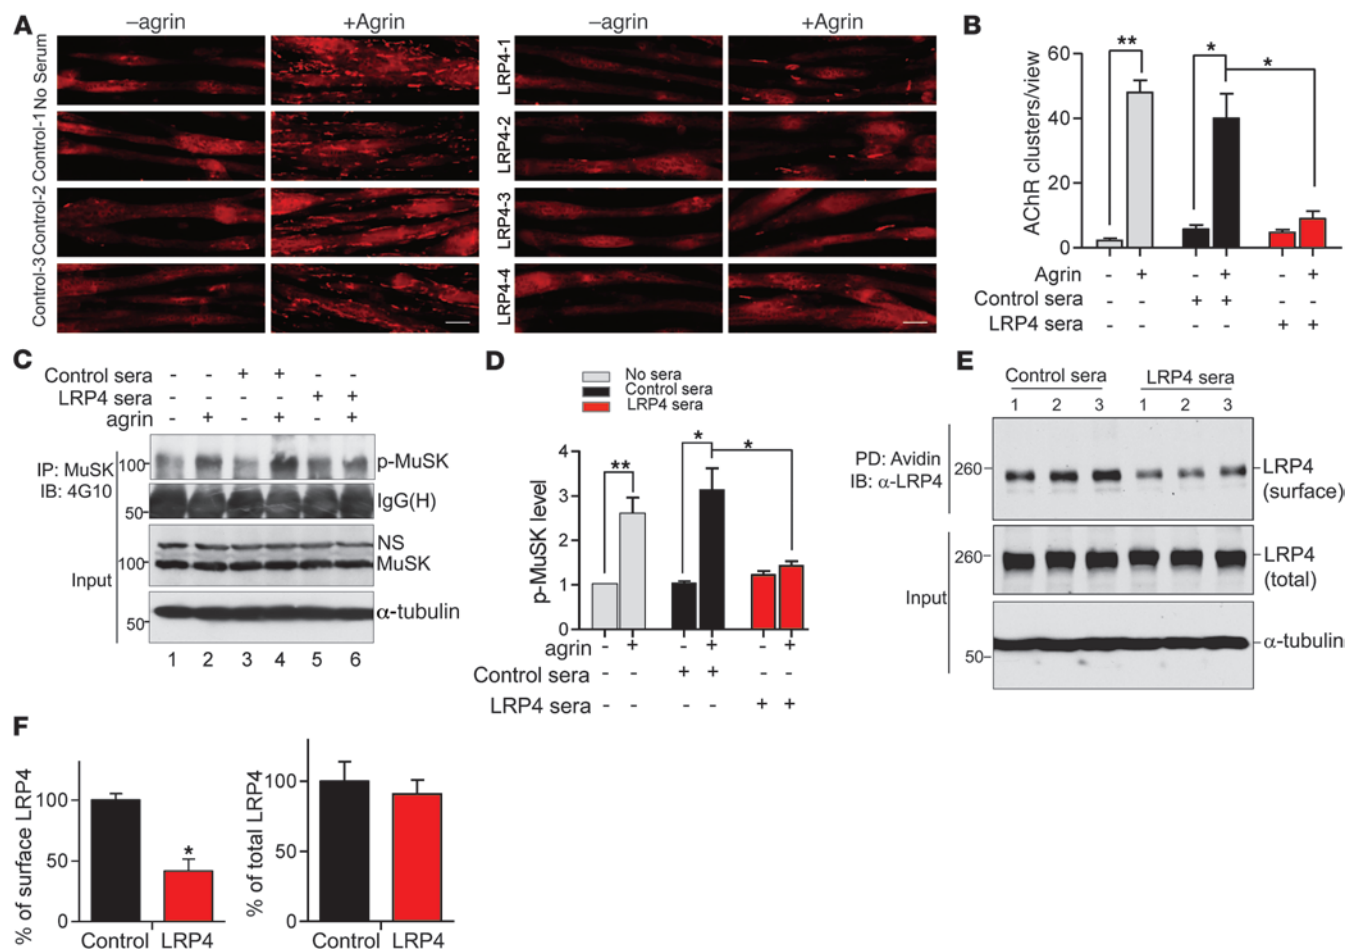 A
–agrin
+Agrin
–agrin
+Agrin
No Serum
Control-1
Control-2
Control-3
LRP4-1
LRP4-2
LRP4-3
LRP4-4
B
AChR clusters/view
60
40
20
0
**
*
*
Agrin - + - + - +
Control sera - - + + - -
LRP4 sera - - - - + +
C
Control sera - - + + - -
LRP4 sera - - - - + +
agrin - + - + - +
IP: MuSK
IB: 4G10
100
p-MuSK
50
IgG(H)
Input
NS
100
MuSK
50
α-tubulin
1 2 3 4 5 6
D
No sera
Control sera
LRP4 sera
p-MuSK level
4
3
2
1
0
**
*
*
agrin - + - + - +
Control sera - - + + - -
LRP4 sera - - - - + +
E
Control sera LRP4 sera
1 2 3 1 2 3
PD: Avidin
IB: α-LRP4
260
LRP4
(surface)
Input
260
LRP4
(total)
50
α-tubulin
F
% of surface LRP4
100
50
0
*
Control LRP4
% of total LRP4
100
50
0
Control LRP4